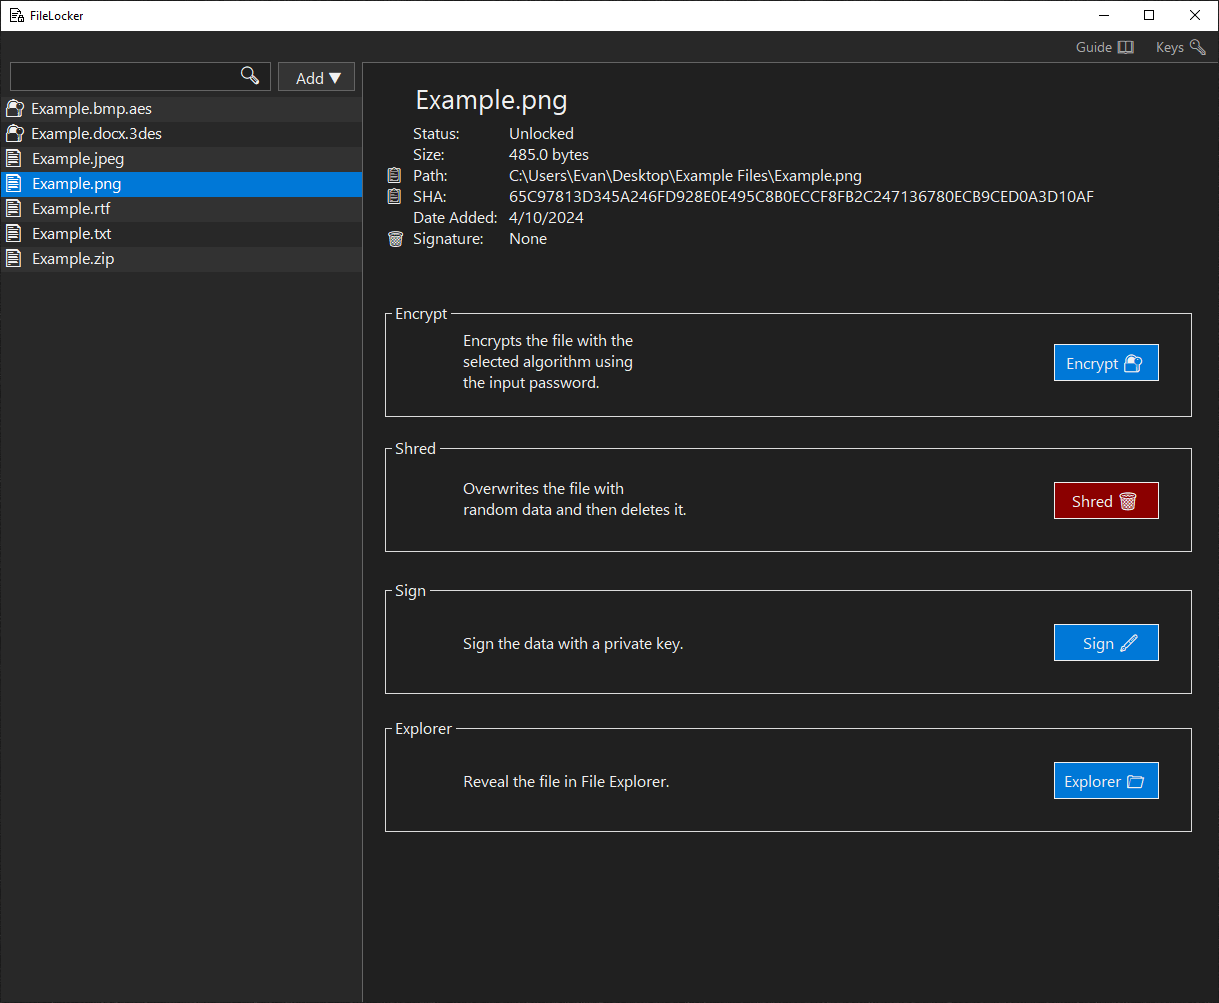 FileLocker
Guide Keys
Add ▼
Example.bmp.aes
Example.docx.3des
Example.jpeg
Example.png
Example.rtf
Example.txt
Example.zip
Example.png
Status: Unlocked
Size: 485.0 bytes
Path: C:\Users\Evan\Desktop\Example Files\Example.png
SHA: 65C97813D345A246FD928E0E495C8B0ECCF8FB2C247136780ECB9CED0A3D10AF
Date Added: 4/10/2024
Signature: None
Encrypt
Encrypts the file with the
selected algorithm using
the input password.
Encrypt
Shred
Overwrites the file with
random data and then deletes it.
Shred
Sign
Sign the data with a private key.
Sign
Explorer
Reveal the file in File Explorer.
Explorer